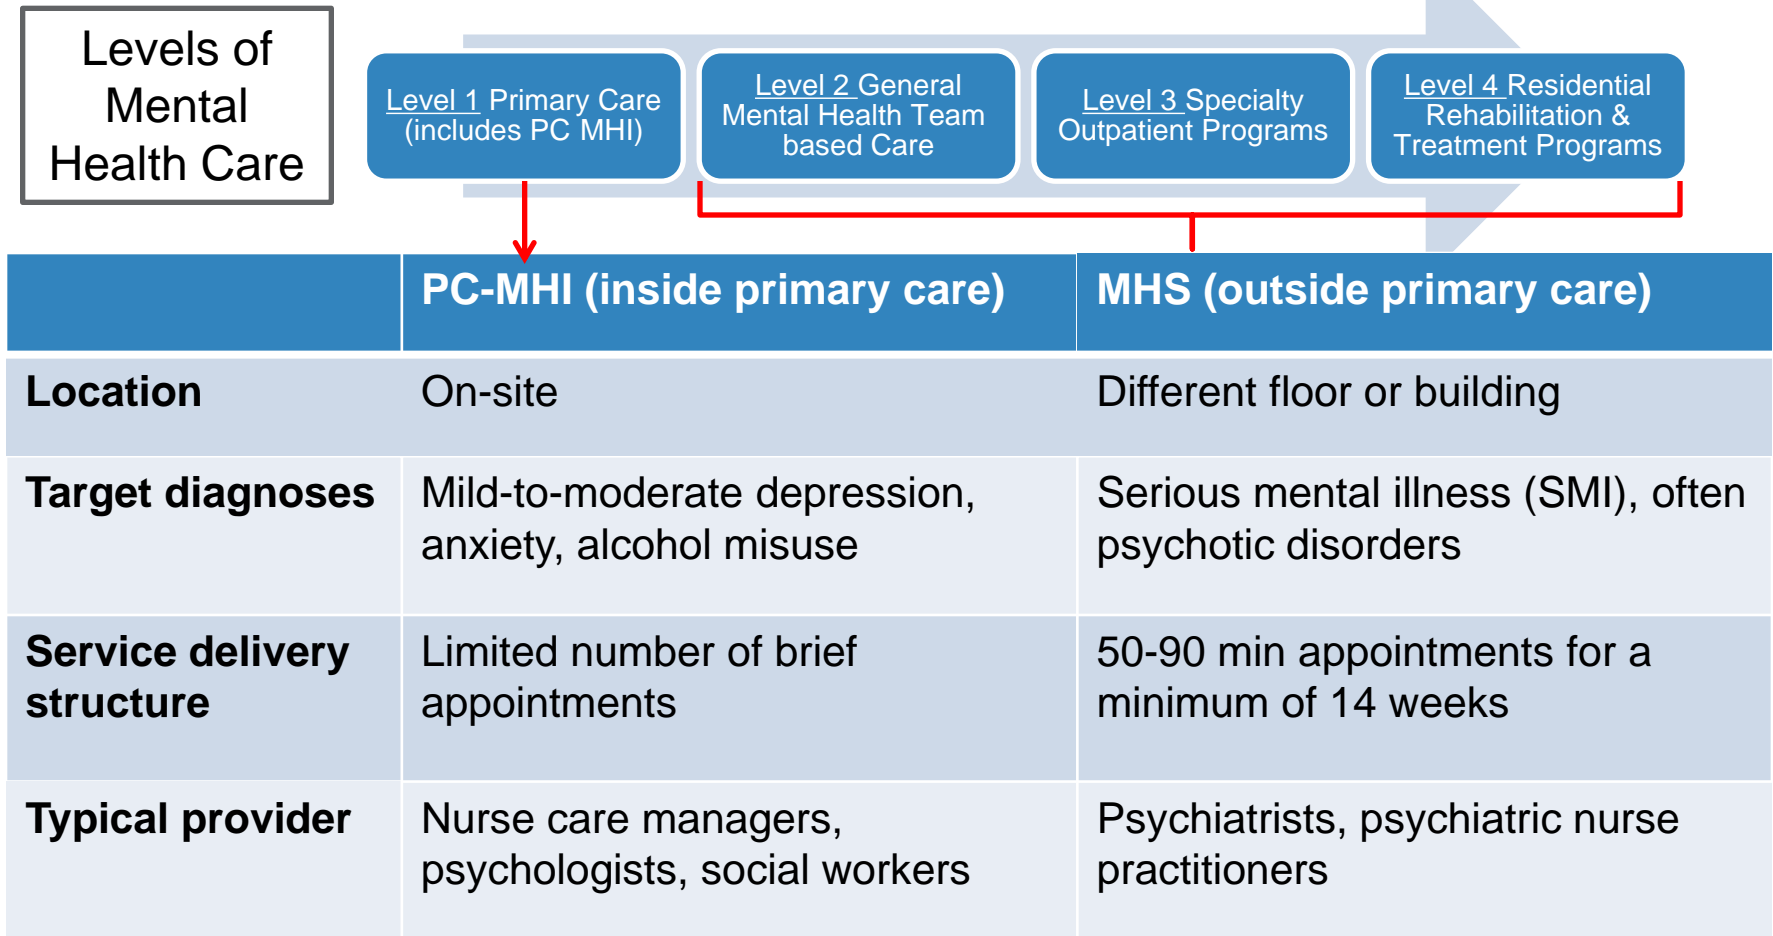 Levels of
Mental
Health Care
Level 1 Primary Care
(includes PC MHI)
Level 2 General
Mental Health Team
based Care
Level 3 Specialty
Outpatient Programs
Level 4 Residential
Rehabilitation &
Treatment Programs
PC-MHI (inside primary care)
MHS (outside primary care)
Location
On-site
Different floor or building
Target diagnoses
Mild-to-moderate depression,
anxiety, alcohol misuse
Serious mental illness (SMI), often
psychotic disorders
Service delivery
structure
Limited number of brief
appointments
50-90 min appointments for a
minimum of 14 weeks
Typical provider
Nurse care managers,
psychologists, social workers
Psychiatrists, psychiatric nurse
practitioners